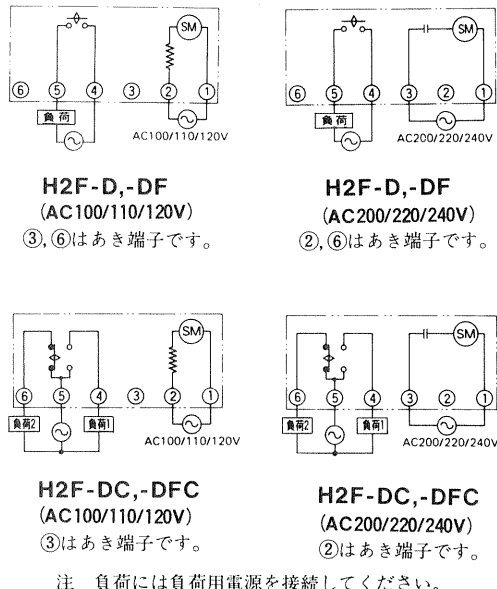 SM
⑥ ⑤ ④ ③ ② ①
負荷
AC100/110/120V
H2F-D,-DF
(AC100/110/120V)
③,⑥はあき端子です。
SM
⑥ ⑤ ④ ③ ② ①
負荷
AC200/220/240V
H2F-D,-DF
(AC200/220/240V)
②,⑥はあき端子です。
SM
⑥ ⑤ ④ ③ ② ①
負荷2 負荷1
AC100/110/120V
H2F-DC,-DFC
(AC100/110/120V)
③はあき端子です。
SM
⑥ ⑤ ④ ③ ② ①
負荷2 負荷1
AC200/220/240V
H2F-DC,-DFC
(AC200/220/240V)
②はあき端子です。
注 負荷には負荷用電源を接続してください。